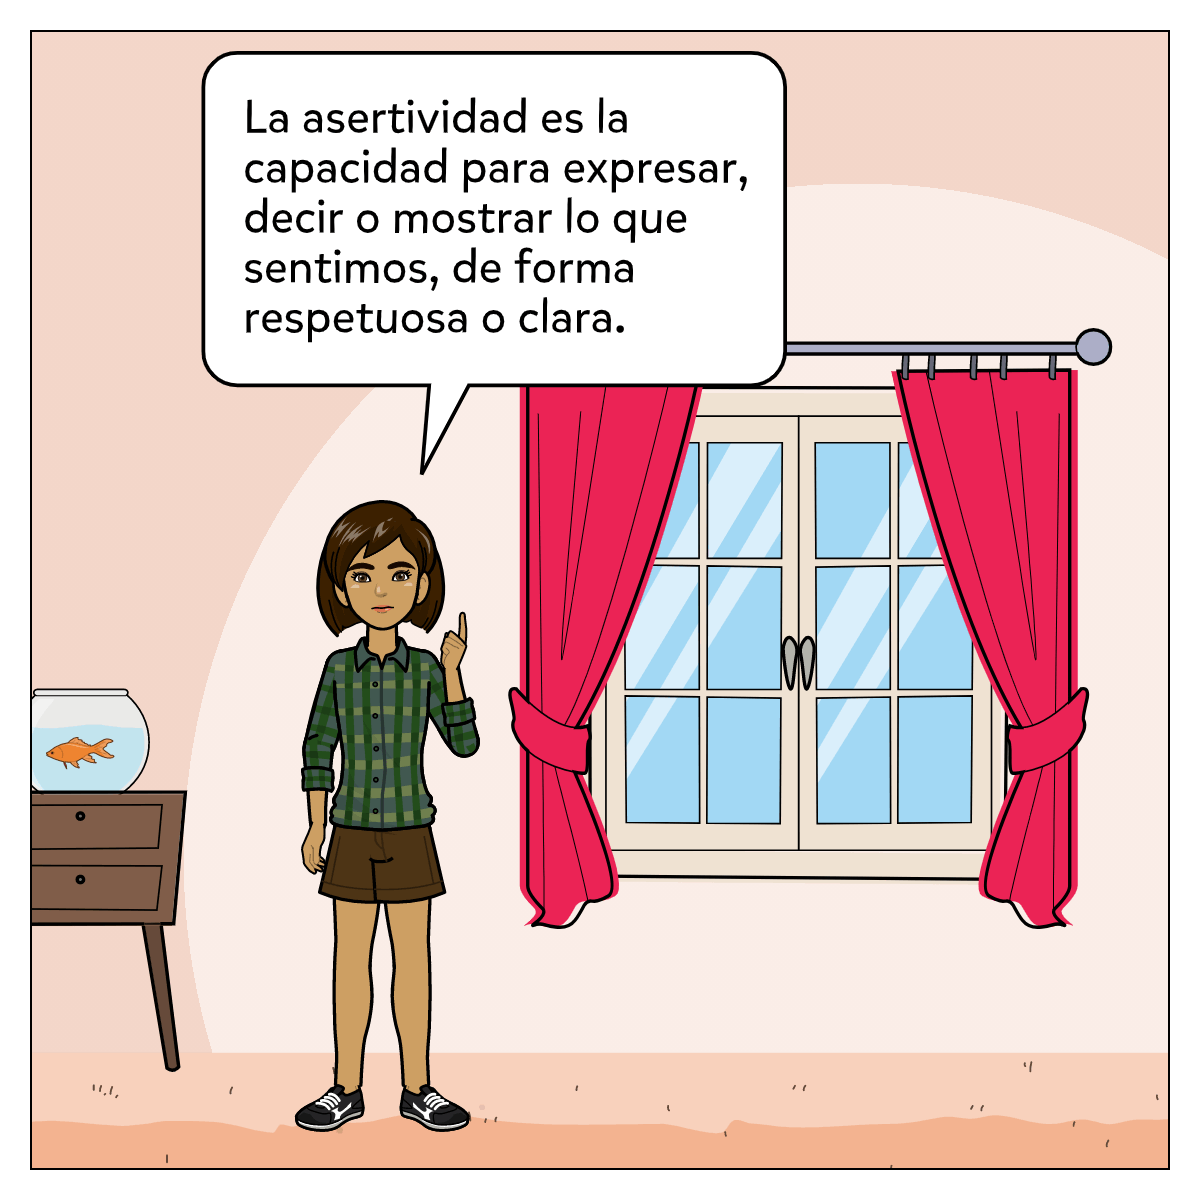 La asertividad es la
capacidad para expresar,
decir o mostrar lo que
sentimos, de forma
respetuosa o clara.